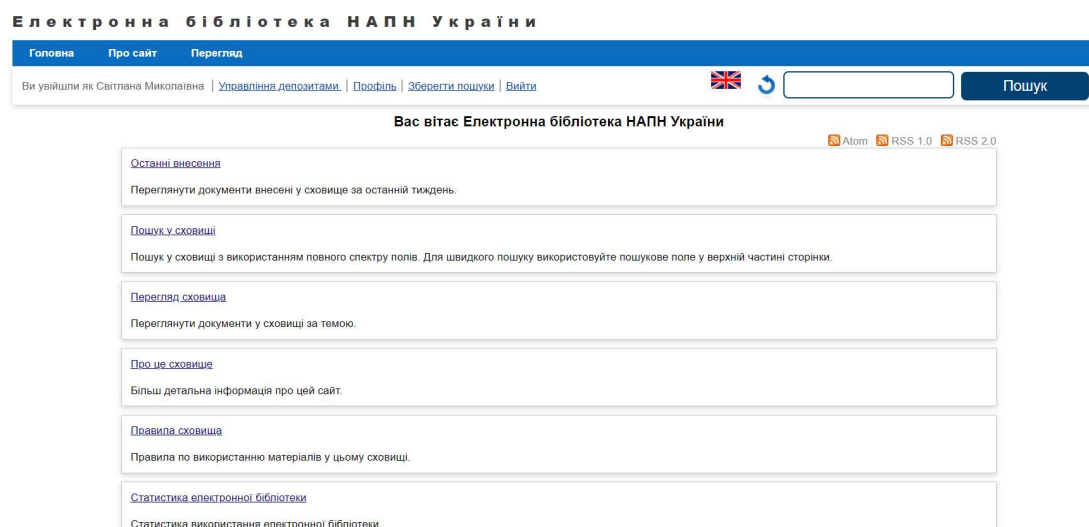 Електронна бібліотека НАПН України
Головна Про сайт Перегляд
Ви увійшли як Світлана Миколаївна | Управління депозитами | Профіль | Зберегти пошуки | Вийти Пошук
Вас вітає Електронна бібліотека НАПН України
Atom RSS 1.0 RSS 2.0
Останні внесення
Переглянути документи внесені у сховище за останній тиждень.
Пошук у сховищі
Пошук у сховищі з використанням повного спектру полів. Для швидкого пошуку використовуйте пошукове поле у верхній частині сторінки.
Перегляд сховища
Переглянути документи у сховищі за темою.
Про це сховище
Більш детальна інформація про цей сайт.
Правила сховища
Правила по використанню матеріалів у цьому сховищі.
Статистика електронної бібліотеки
Статистика використання електронної бібліотеки